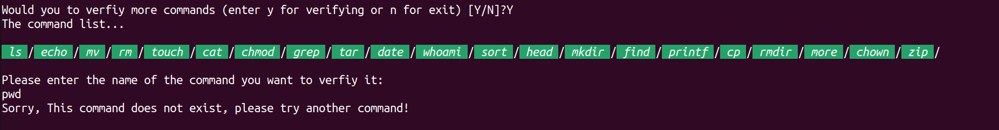 Would you to verfiy more commands (enter y for verifying or n for exit) [Y/N]?Y
The command list...
ls / echo / mv / rm / touch / cat / chmod / grep / tar / date / whoami / sort / head / mkdir / find / printf / cp / rmdir / more / chown / zip /
Please enter the name of the command you want to verfiy it:
pwd
Sorry, This command does not exist, please try another command!